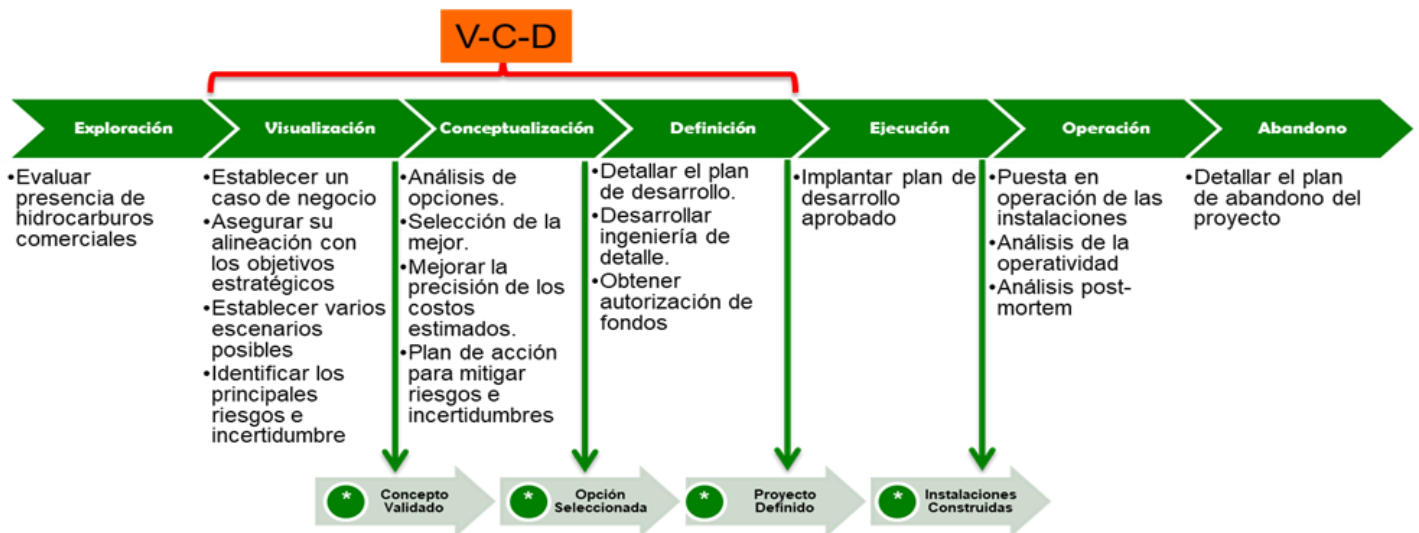 V-C-D
Exploración
Visualización
Conceptualización
Definición
Ejecución
Operación
Abandono
•Evaluar
presencia de
hidrocarburos
comerciales
•Establecer un
caso de negocio
•Asegurar su
alineación con
los objetivos
estratégicos
•Establecer varios
escenarios
posibles
•Identificar los
principales
riesgos e
incertidumbre
•Análisis de
opciones.
•Selección de la
mejor.
•Mejorar la
precisión de los
costos
estimados.
•Plan de acción
para mitigar
riesgos e
incertidumbres
•Detallar el plan
de desarrollo.
•Desarrollar
ingeniería de
detalle.
•Obtener
autorización de
fondos
•Implantar plan de
desarrollo
aprobado
•Puesta en
operación de las
instalaciones
•Análisis de la
operatividad
•Análisis post-
mortem
•Detallar el plan
de abandono del
proyecto
*
Concepto
Validado
*
Opción
Seleccionada
*
Proyecto
Definido
*
Instalaciones
Construidas